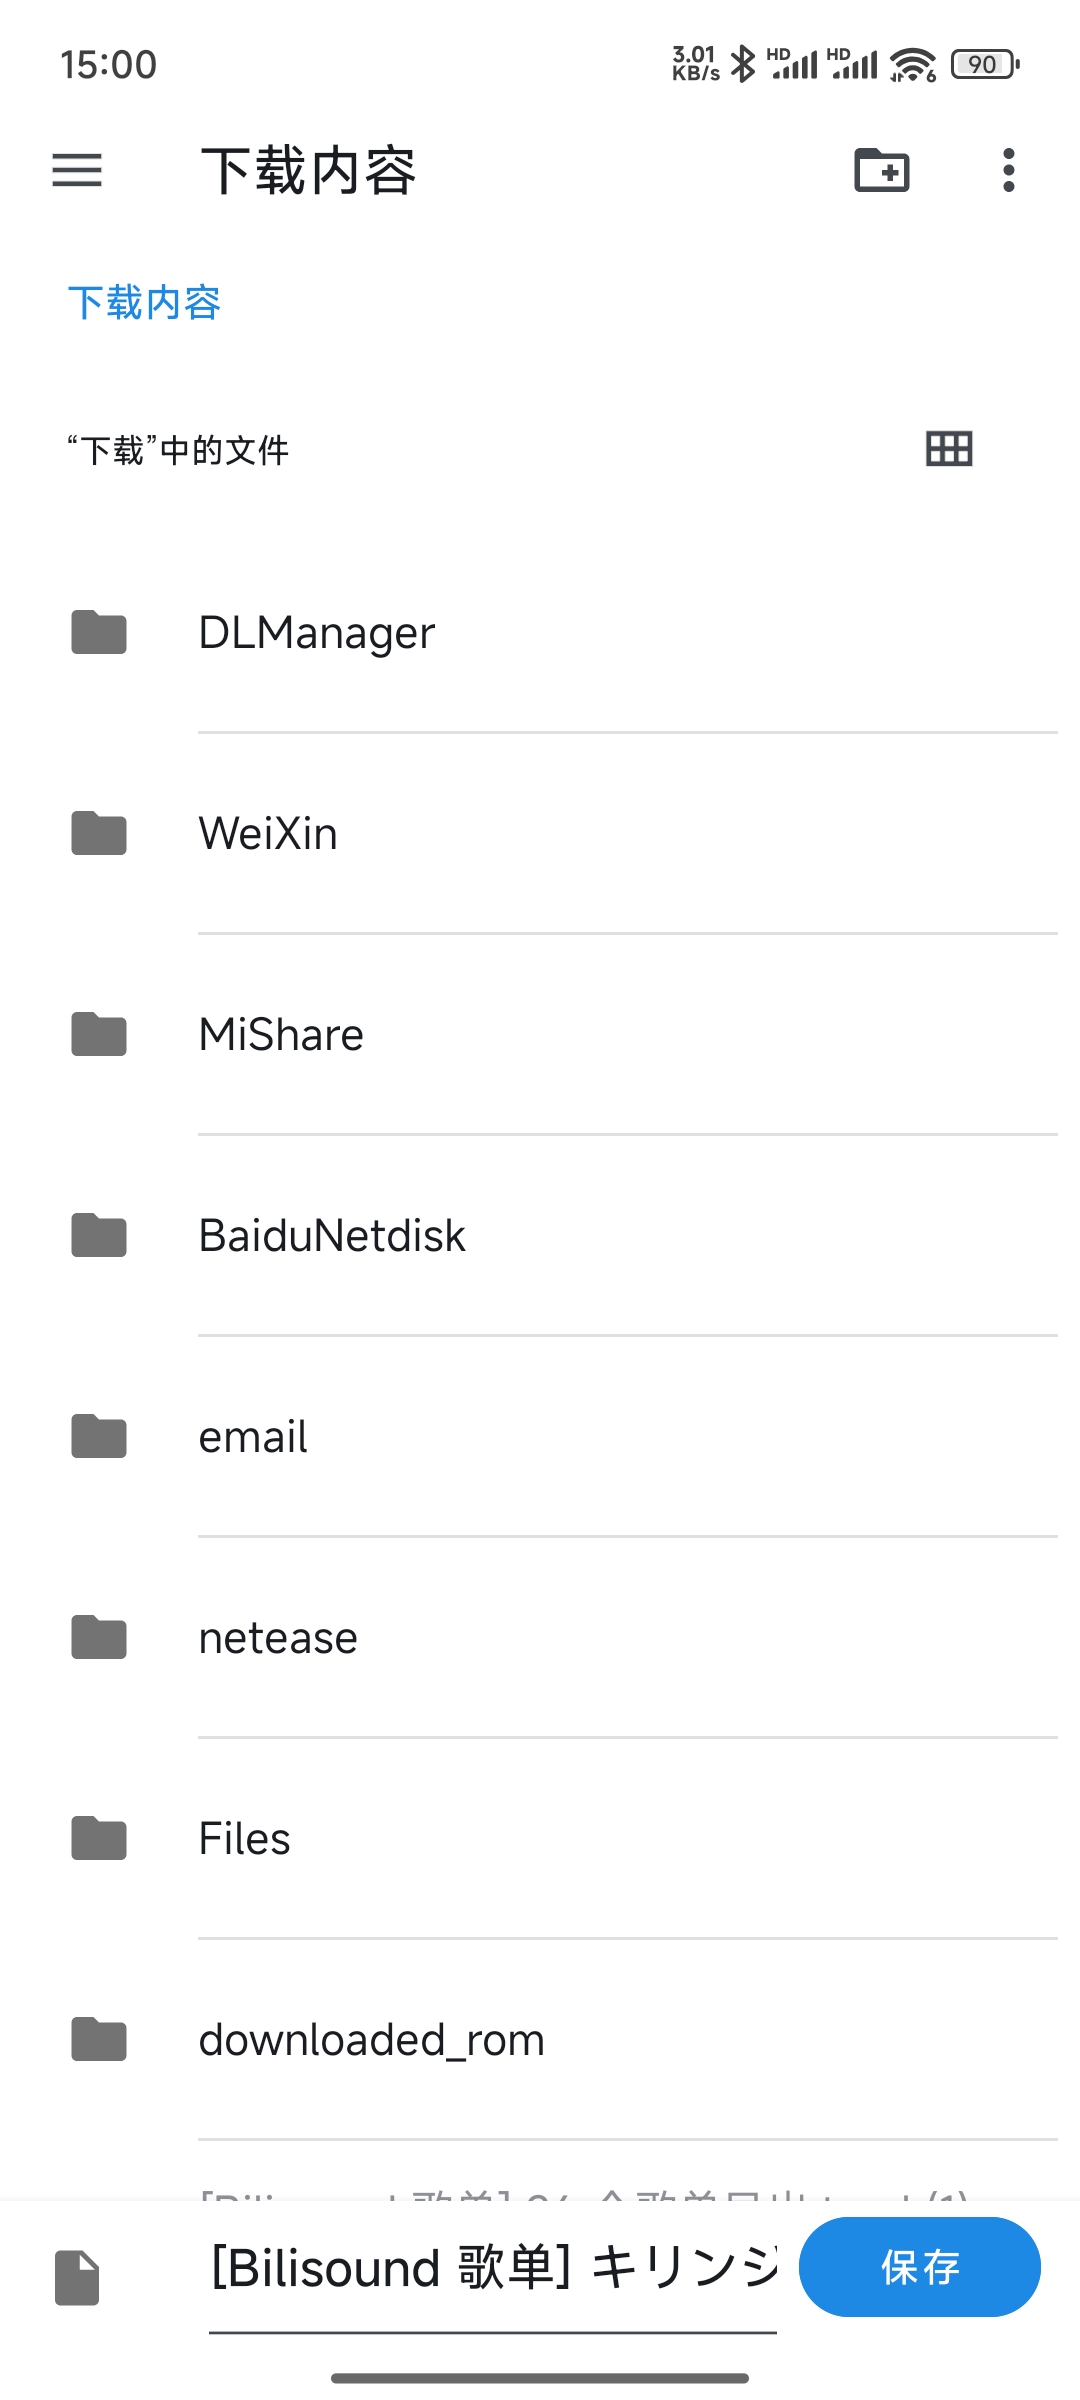 15:00
3.01 KB/s HD HD 6 90
下载内容
下载内容
“下载”中的文件
DLManager
WeiXin
MiShare
BaiduNetdisk
email
netease
Files
downloaded_rom
[Bilisound 歌单] キリンジ
保存